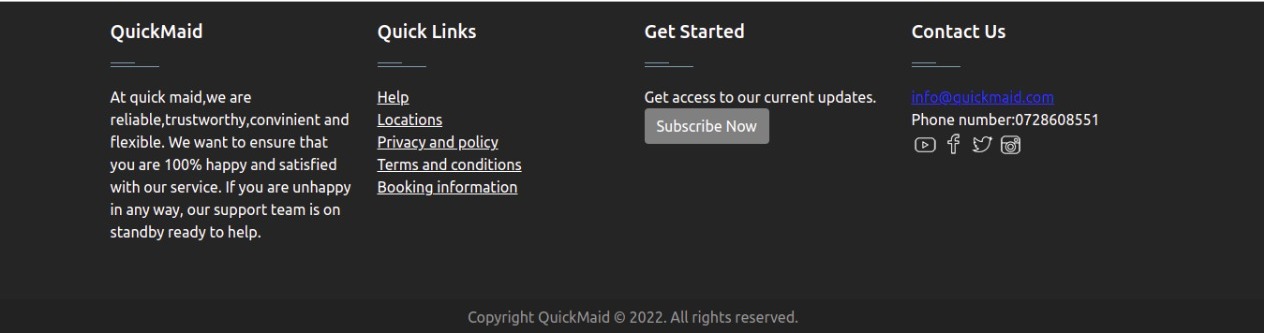 QuickMaid
At quick maid,we are
reliable,trustworthy,convinient and
flexible. We want to ensure that
you are 100% happy and satisfied
with our service. If you are unhappy
in any way, our support team is on
standby ready to help.
Quick Links
Help
Locations
Privacy and policy
Terms and conditions
Booking information
Get Started
Get access to our current updates.
Subscribe Now
Contact Us
info@quickmaid.com
Phone number:0728608551
Copyright QuickMaid © 2022. All rights reserved.